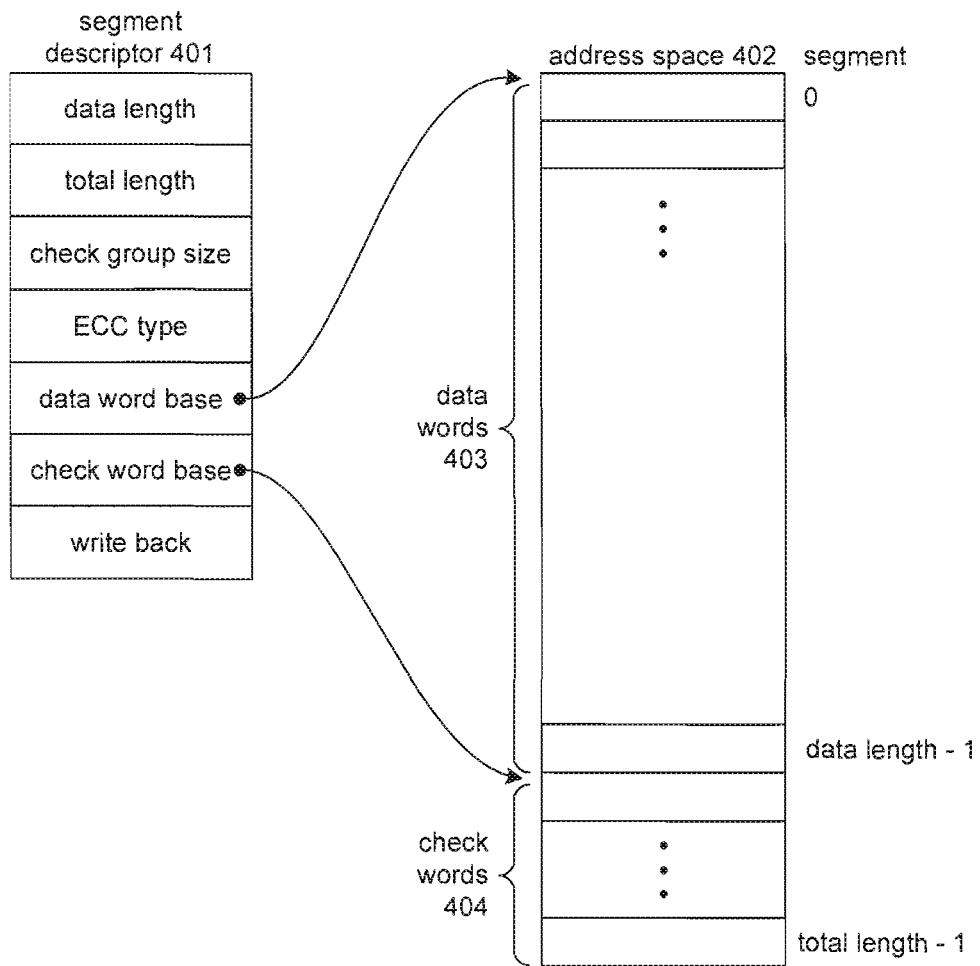 segment
descriptor 401
data length
total length
check group size
ECC type
data word base
check word base
write back
address space 402
segment
0
data
words
403
data length - 1
check
words
404
total length - 1